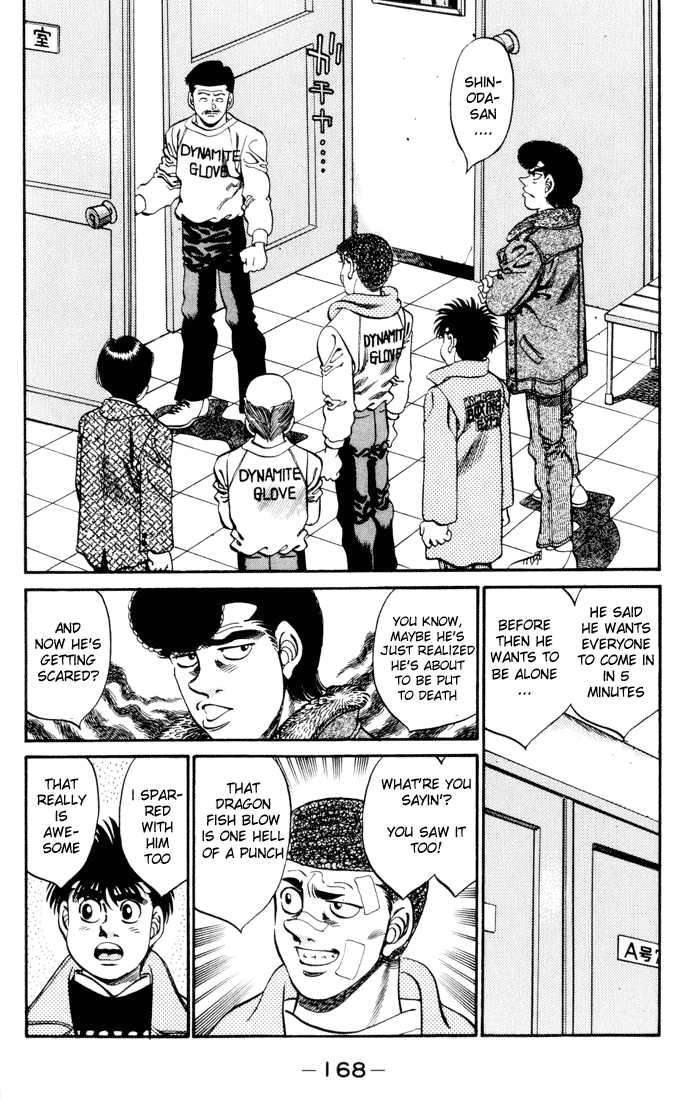 室
ガチャ・・・・
SHIN-
ODA-
SAN
....
DYNAMITE
GLOVE
DYNAMITE
GLOVE
DYNAMITE
GLOVE
BOXING
HE SAID
HE WANTS
EVERYONE
TO COME IN
IN 5
MINUTES
BEFORE
THEN HE
WANTS TO
BE ALONE
...
YOU KNOW,
MAYBE HE'S
JUST REALIZED
HE'S ABOUT
TO BE PUT
TO DEATH
AND
NOW HE'S
GETTING
SCARED?
WHAT'RE YOU
SAYIN'?
YOU SAW IT
TOO!
THAT
DRAGON
FISH BLOW
IS ONE HELL
OF A PUNCH
I SPAR-
RED
WITH
HIM
TOO
THAT
REALLY
IS
AWE-
SOME
A号
-168-